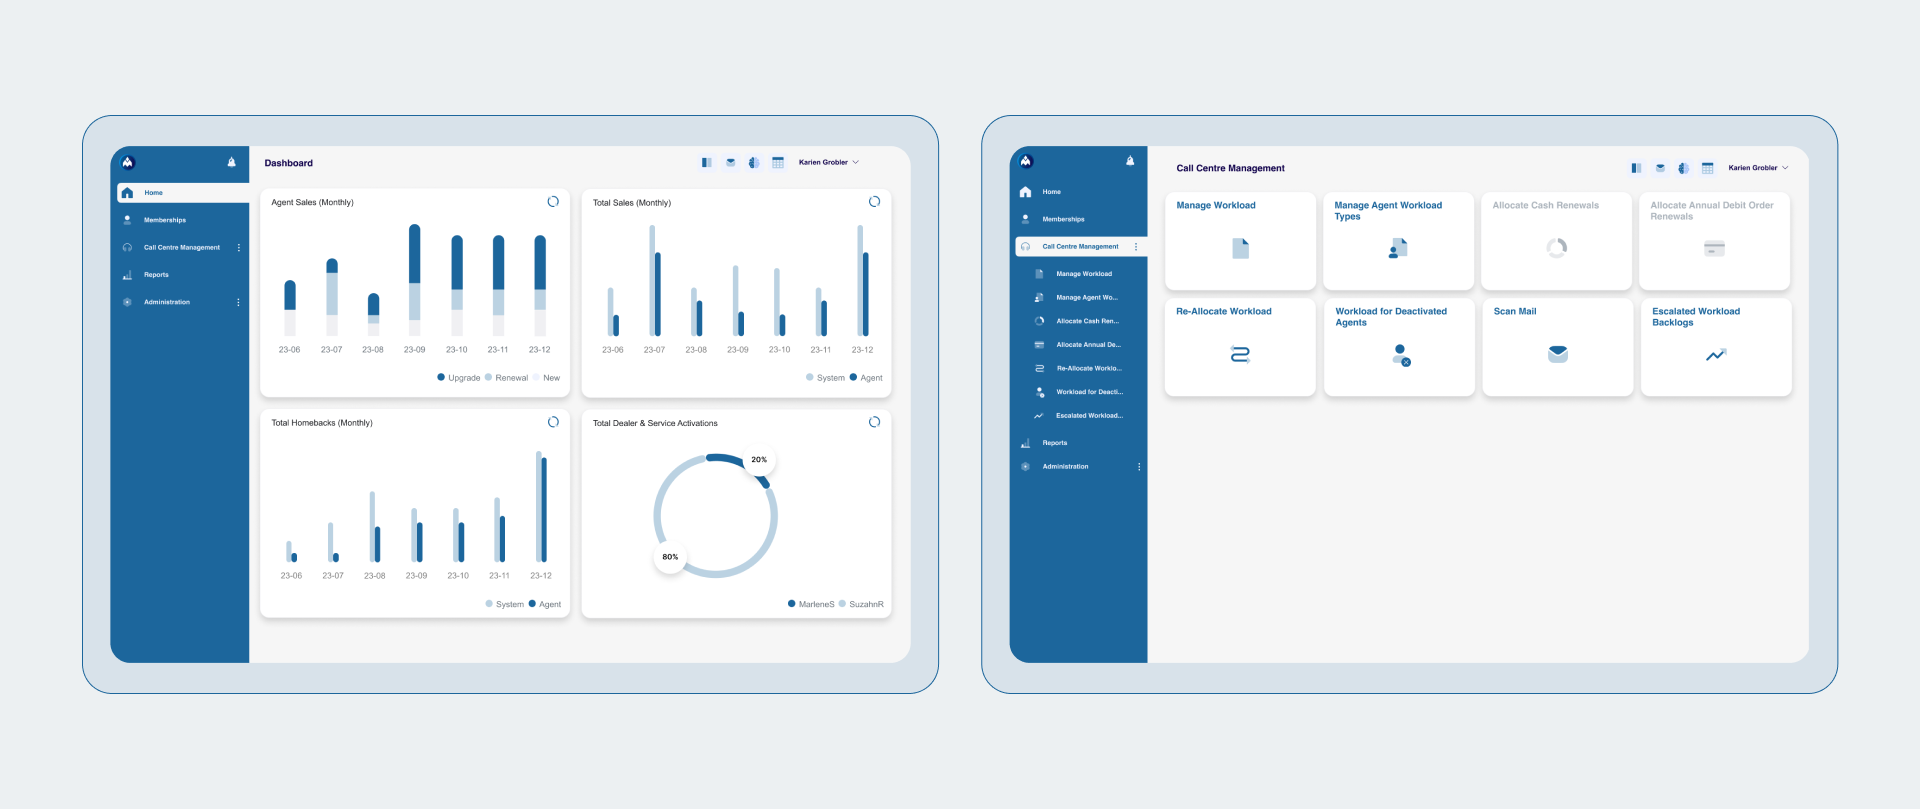 Dashboard
Karien Grobler
Home
Memberships
Call Centre Management
Reports
Administration
Agent Sales (Monthly)
23-06 23-07 23-08 23-09 23-10 23-11 23-12
Upgrade Renewal New
Total Sales (Monthly)
23-06 23-07 23-08 23-09 23-10 23-11 23-12
System Agent
Total Homebacks (Monthly)
23-06 23-07 23-08 23-09 23-10 23-11 23-12
System Agent
Total Dealer & Service Activations
20%
80%
MarleneS SuzahnR
Call Centre Management
Karien Grobler
Home
Memberships
Call Centre Management
Manage Workload
Manage Agent Wo...
Allocate Cash Ren...
Allocate Annual De...
Re-Allocate Worklo...
Workload for Deacti...
Escalated Workload...
Reports
Administration
Manage Workload
Manage Agent Workload
Types
Allocate Cash Renewals
Allocate Annual Debit Order
Renewals
Re-Allocate Workload
Workload for Deactivated
Agents
Scan Mail
Escalated Workload
Backlogs